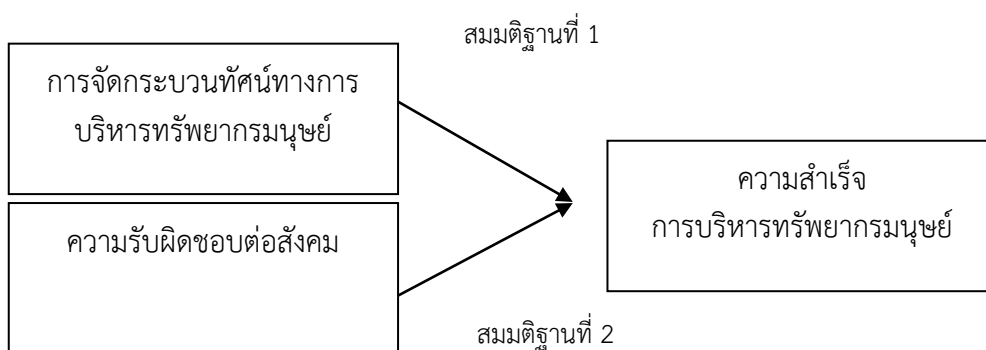 สมมติฐานที่ 1
การจัดกระบวนทัศน์ทางการ
บริหารทรัพยากรมนุษย์
ความสำเร็จ
การบริหารทรัพยากรมนุษย์
ความรับผิดชอบต่อสังคม
สมมติฐานที่ 2